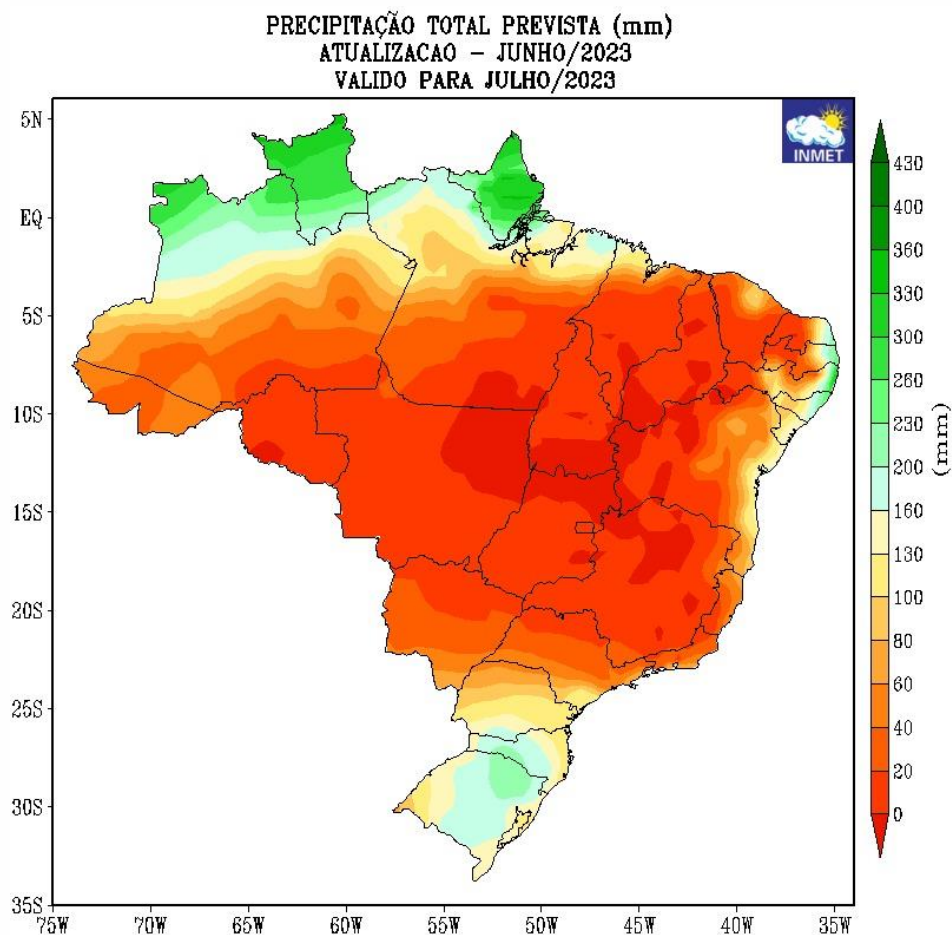 PRECIPITAÇÃO TOTAL PREVISTA (mm)
ATUALIZACAO - JUNHO/2023
VALIDO PARA JULHO/2023
INMET
5N
EQ
5S
10S
15S
20S
25S
30S
35S
75W
70W
65W
60W
55W
50W
45W
40W
35W
430
400
360
330
300
260
230
200
160
130
100
80
60
40
20
0
(mm)